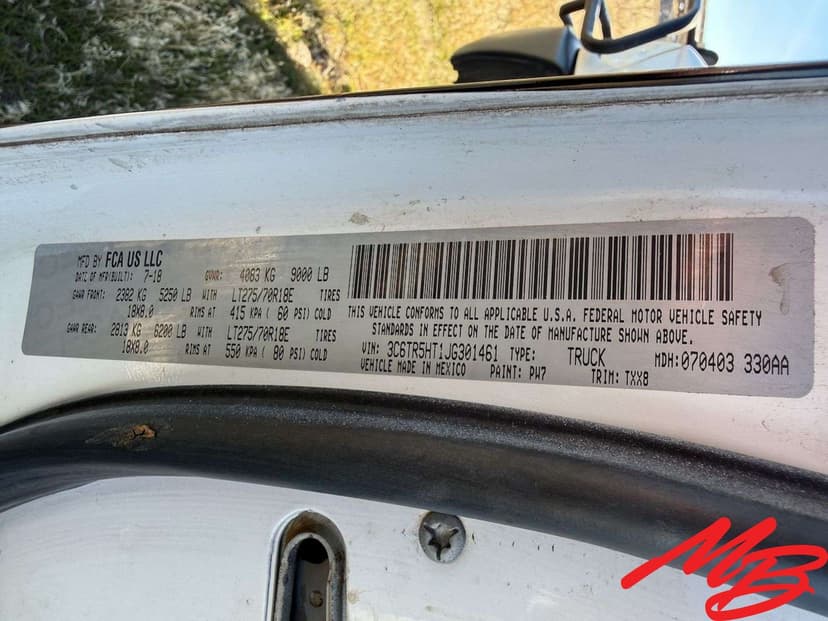 MFD BY FCA US LLC
DATE OF MFR(BUILT): 7-18 GVWR: 4083 KG 9000 LB
GAWR FRONT: 2382 KG 5250 LB WITH LT275/70R18E TIRES
18X8.0 RIMS AT 415 KPA ( 60 PSI) COLD
GAWR REAR: 2813 KG 6200 LB WITH LT275/70R18E TIRES
18X8.0 RIMS AT 550 KPA ( 80 PSI) COLD
THIS VEHICLE CONFORMS TO ALL APPLICABLE U.S.A. FEDERAL MOTOR VEHICLE SAFETY
STANDARDS IN EFFECT ON THE DATE OF MANUFACTURE SHOWN ABOVE.
VIN: 3C6TR5HT1JG301461 TYPE: TRUCK MDH:070403 330AA
VEHICLE MADE IN MEXICO PAINT: PW7 TRIM: TXX8
MB